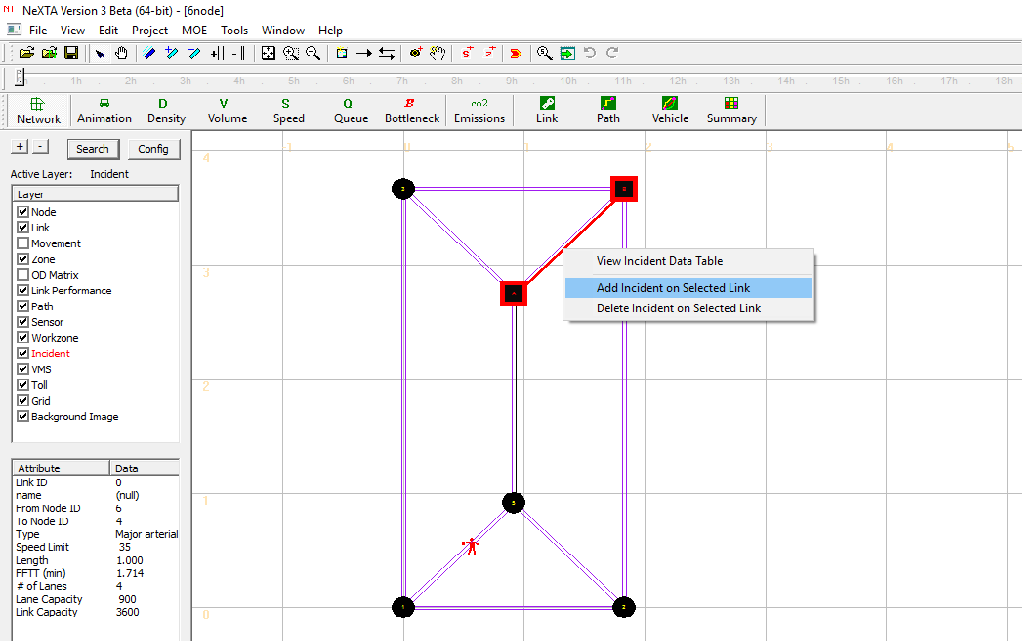 NeXTA Version 3 Beta (64-bit) - [6node]
File View Edit Project MOE Tools Window Help
1h 2h 3h 4h 5h 6h 7h 8h 9h 10h 11h 12h 13h 14h 15h 16h 17h 18h
D V S Q B co2
Network Animation Density Volume Speed Queue Bottleneck Emissions Link Path Vehicle Summary
+ - Search Config
Active Layer: Incident
Layer
Node
Link
Movement
Zone
OD Matrix
Link Performance
Path
Sensor
Workzone
Incident
VMS
Toll
Grid
Background Image
Attribute Data
Link ID 0
name (null)
From Node ID 6
To Node ID 4
Type Major arterial
Speed Limit 35
Length 1.000
FFTT (min) 1.714
# of Lanes 4
Lane Capacity 900
Link Capacity 3600
-1 0 1 2 3 4 5
4
3
2
1
0
View Incident Data Table
Add Incident on Selected Link
Delete Incident on Selected Link